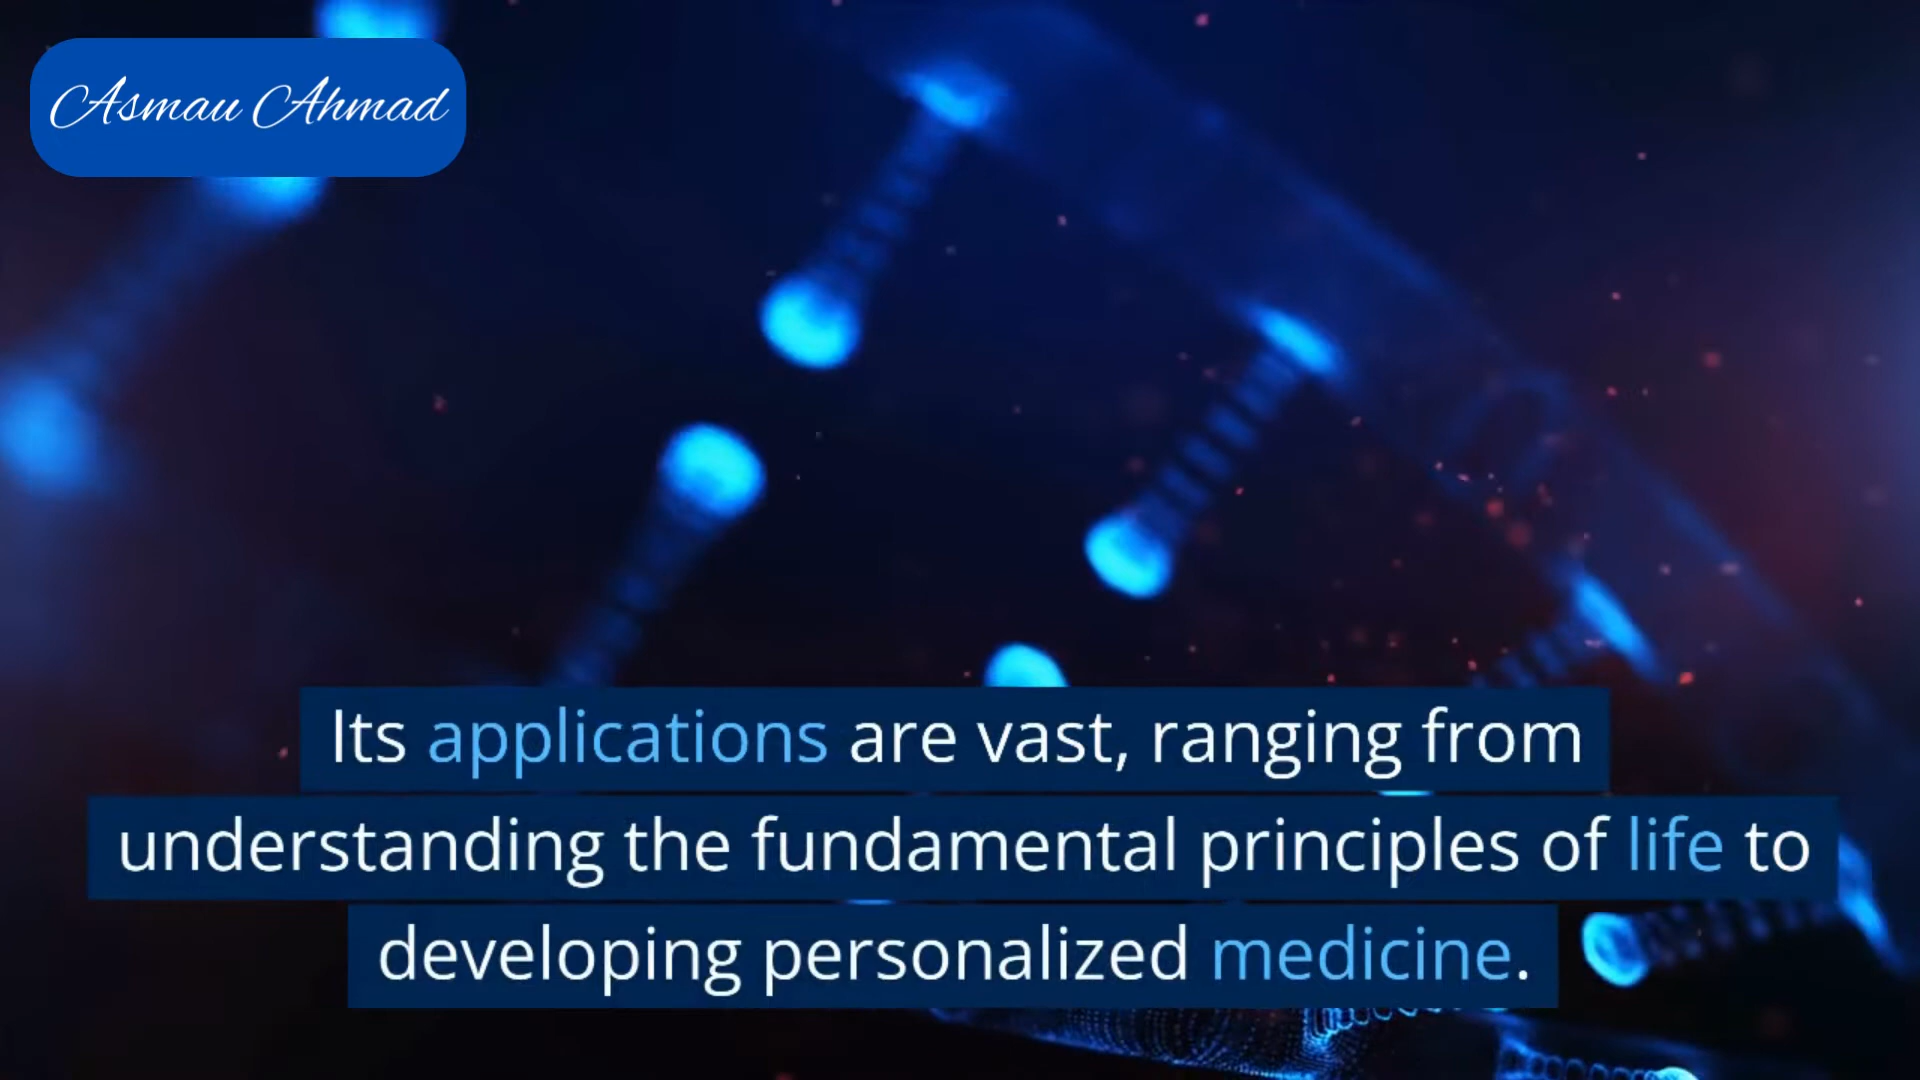 Asmau Ahmad
Its applications are vast, ranging from
understanding the fundamental principles of life to
developing personalized medicine.